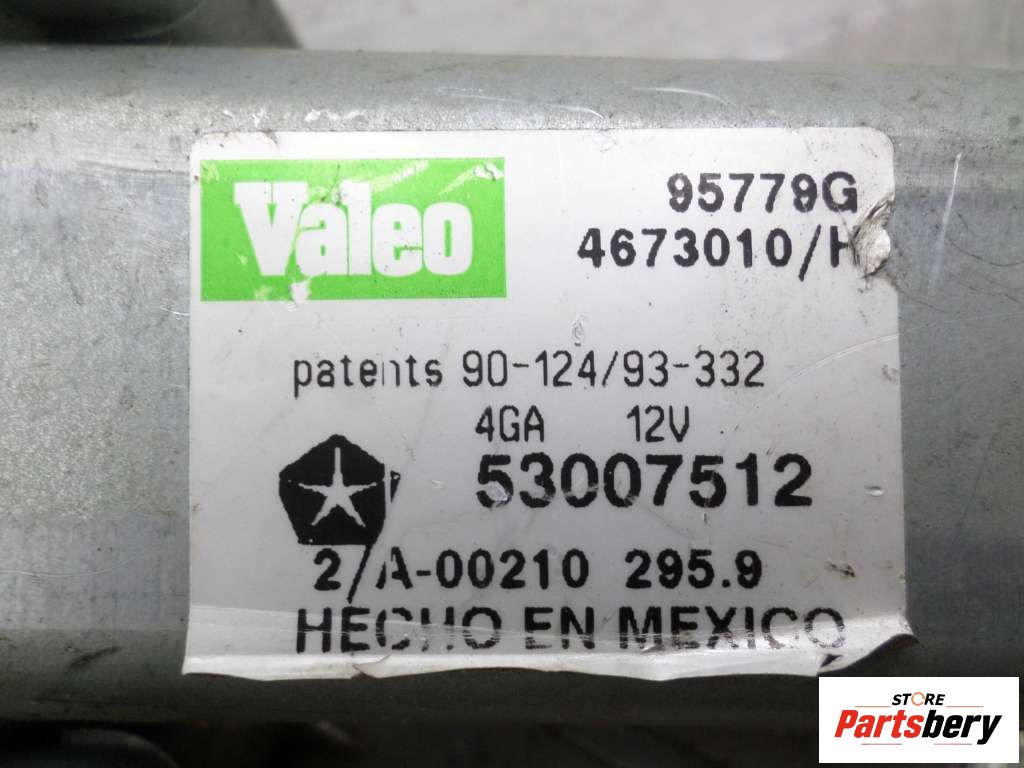 Valeo
95779G
4673010/H
patents 90-124/93-332
4GA 12V
53007512
2/A-00210 295.9
HECHO EN MEXICO
STORE
Partsbery